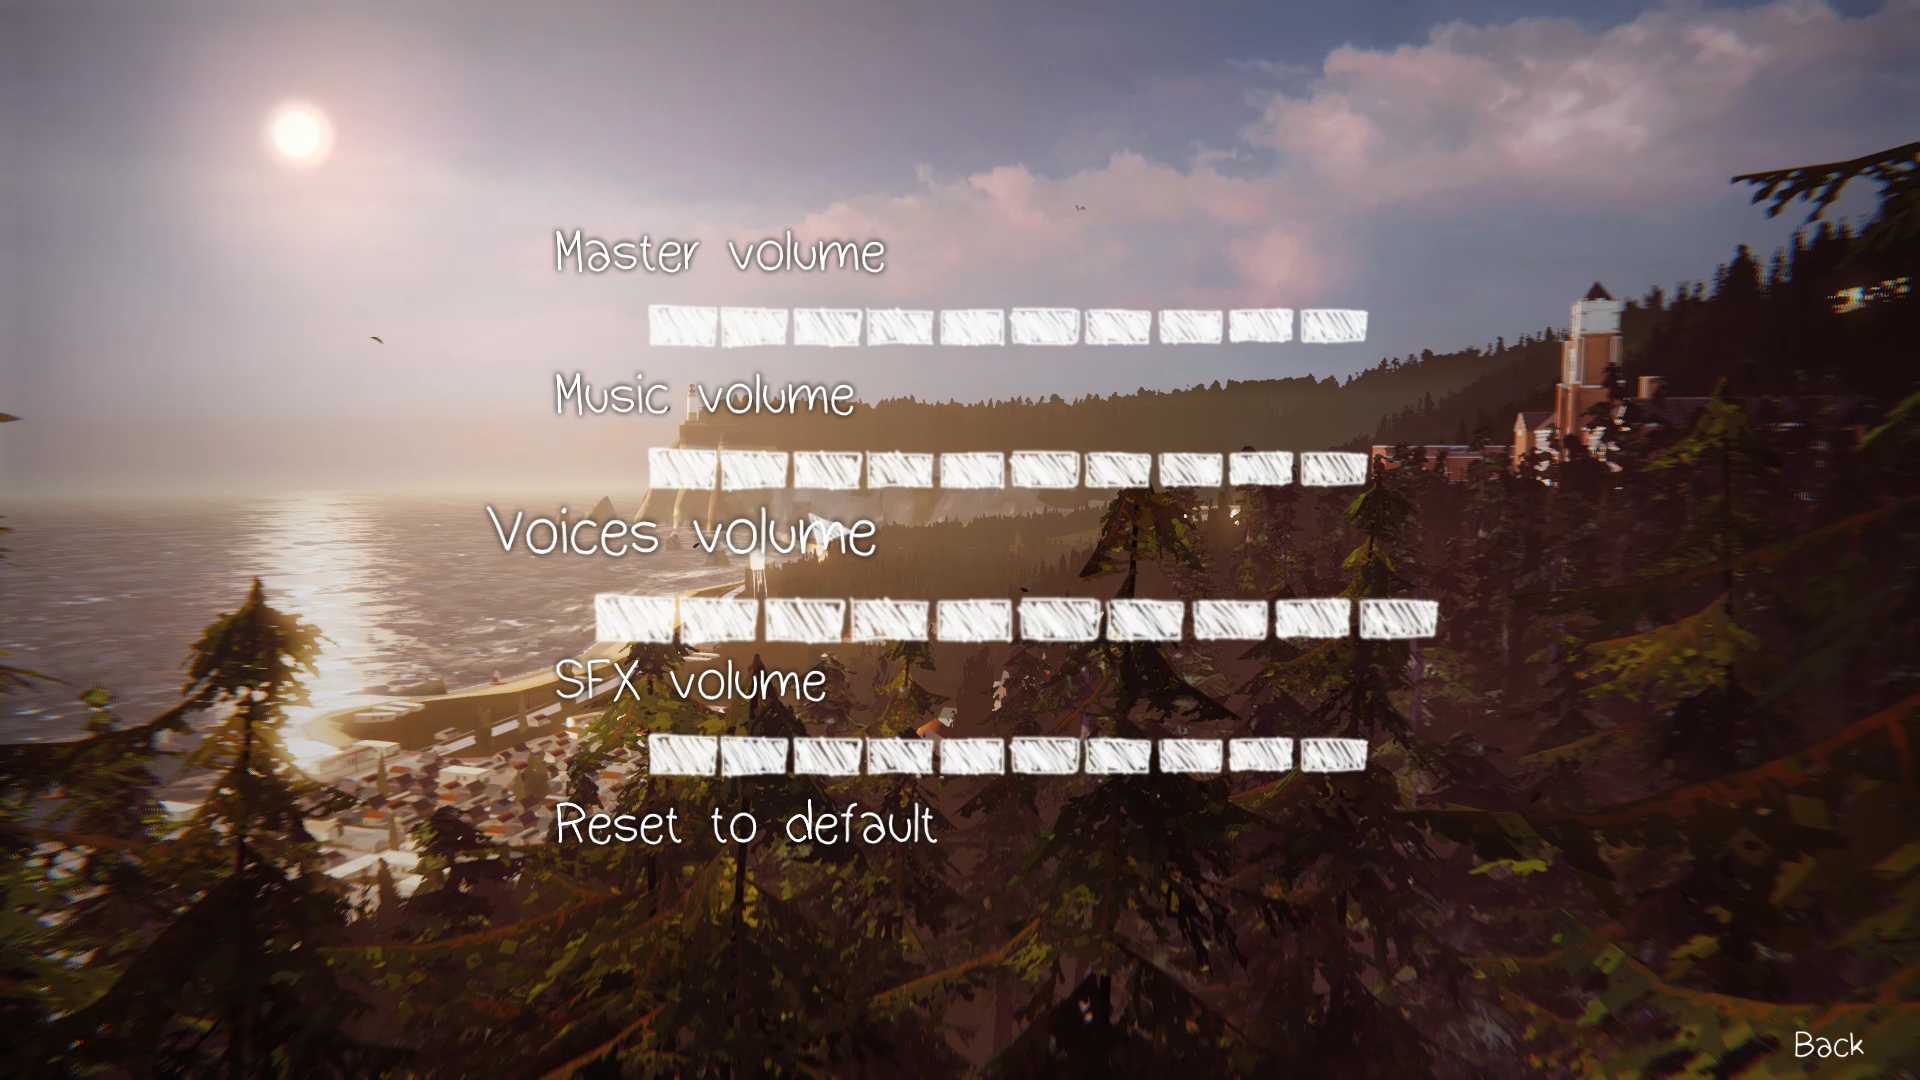 Master volume
Music volume
Voices volume
SFX volume
Reset to default
Back